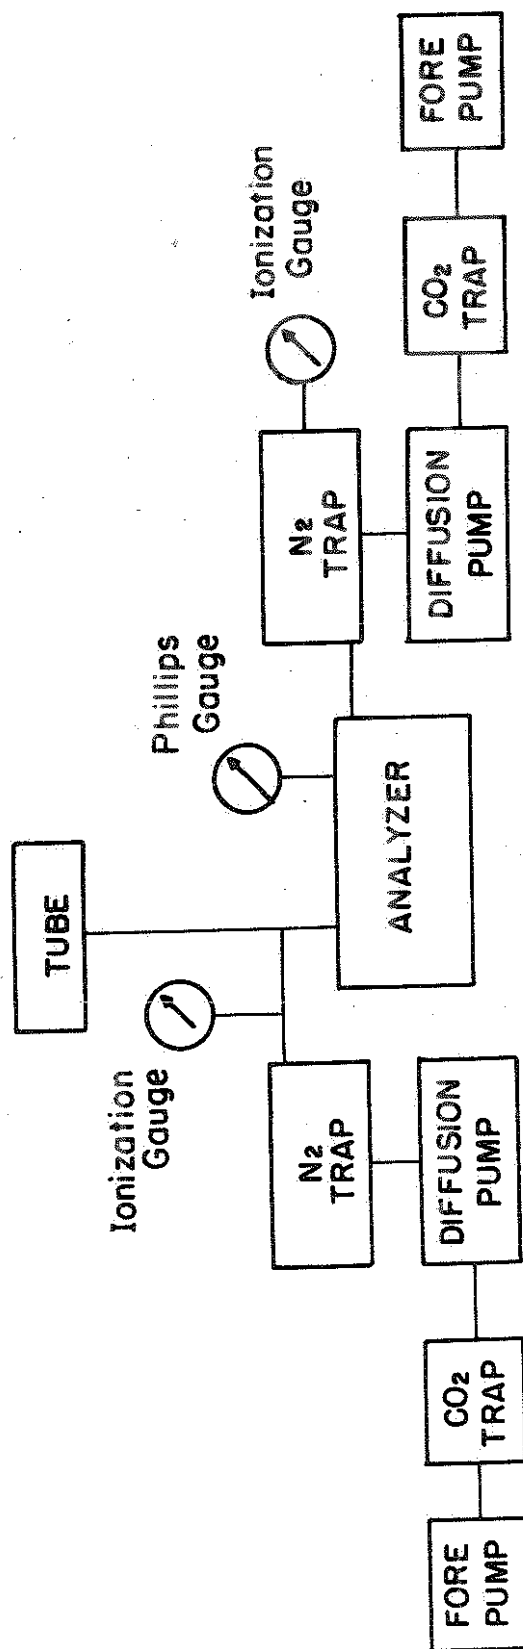 TUBE
Ionization
Gauge
Phillips
Gauge
Ionization
Gauge
N2
TRAP
N2
TRAP
ANALYZER
FORE
PUMP
CO2
TRAP
DIFFUSION
PUMP
DIFFUSION
PUMP
CO2
TRAP
FORE
PUMP